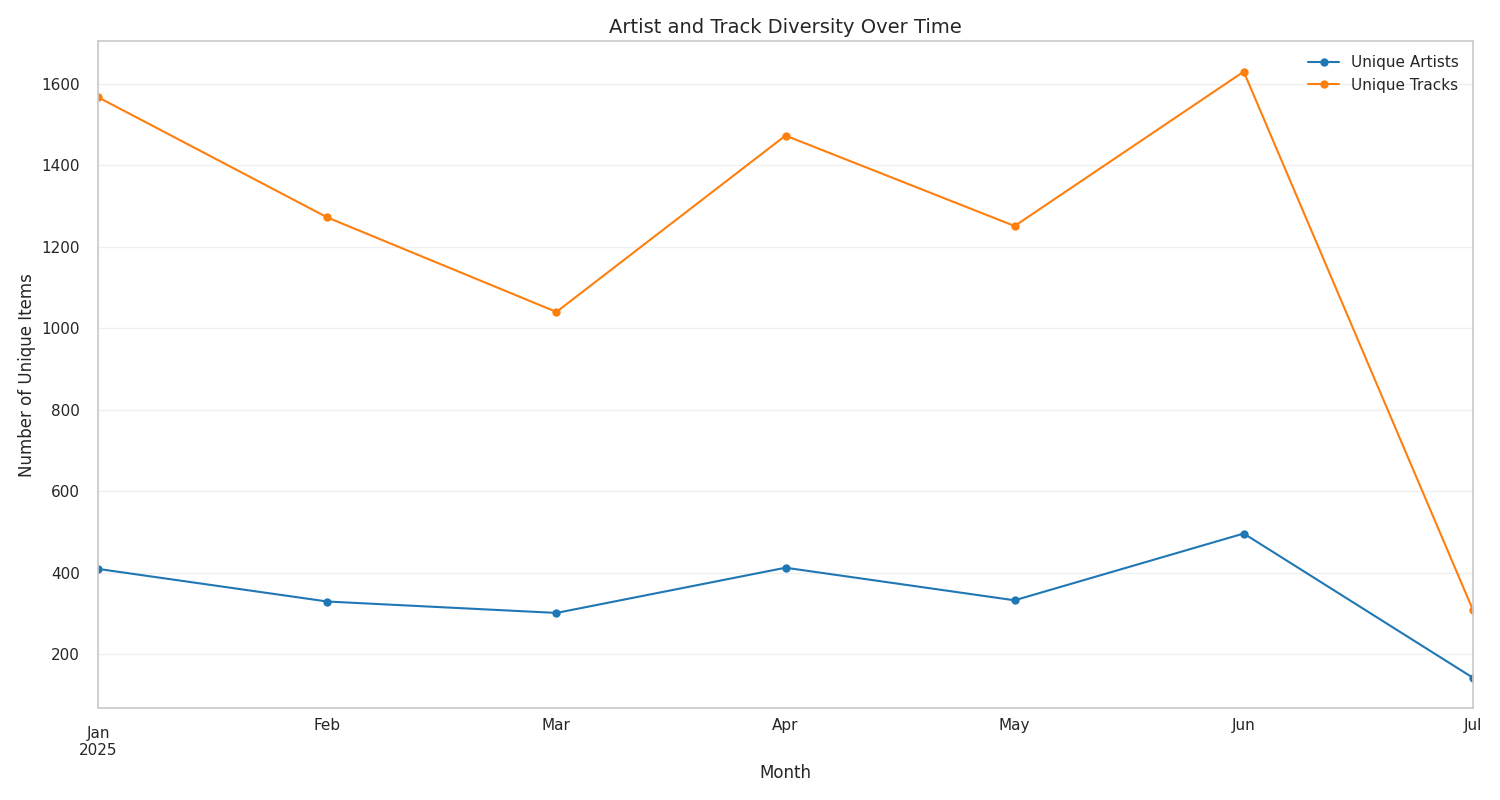 Artist and Track Diversity Over Time
Unique Artists
Unique Tracks
Number of Unique Items
1600
1400
1200
1000
800
600
400
200
Jan
2025
Feb
Mar
Apr
May
Jun
Jul
Month